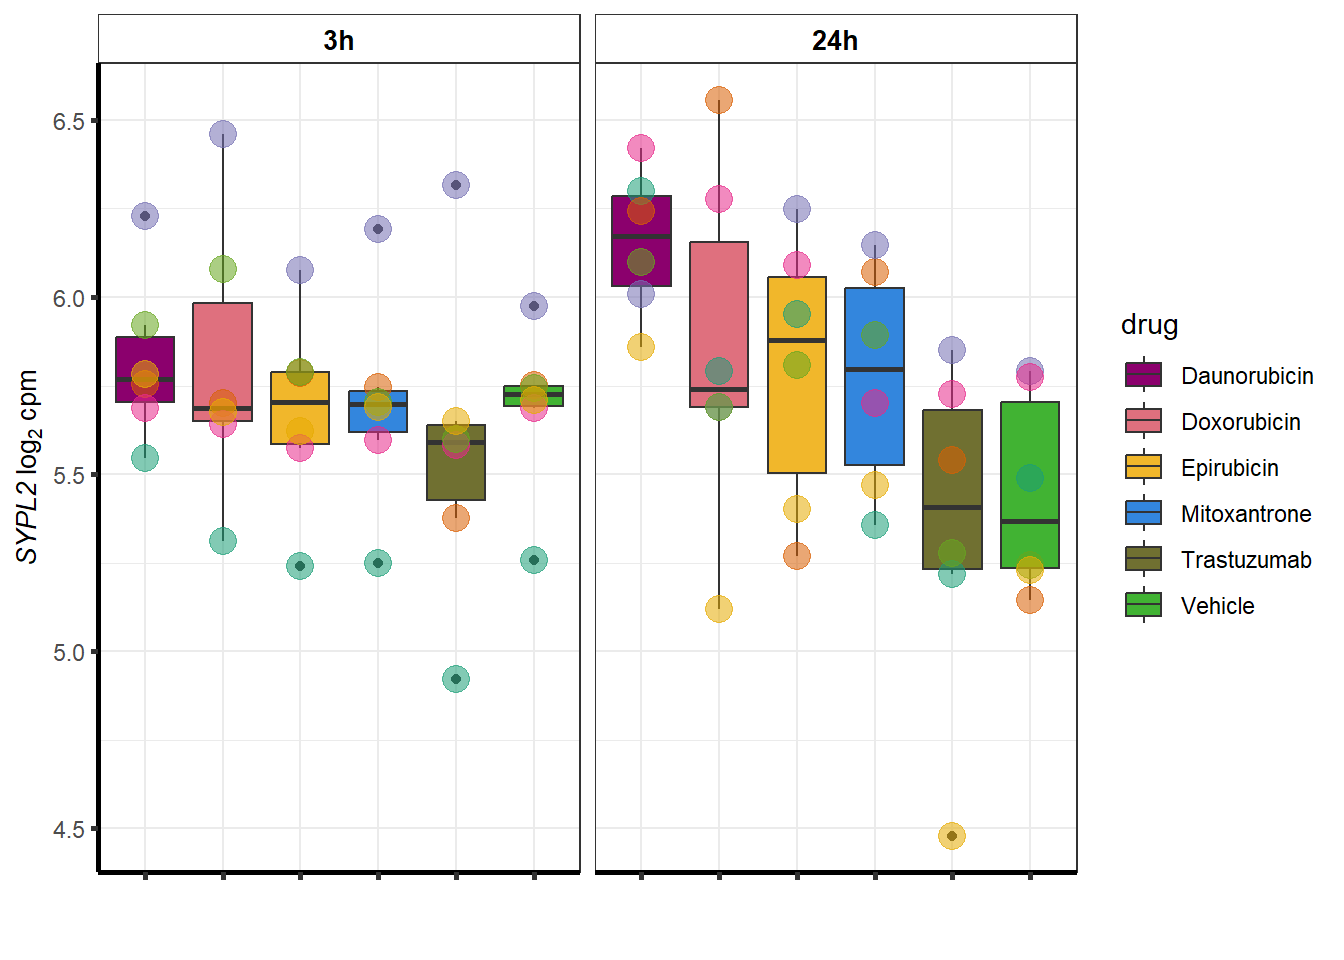 3h
24h
6.5
6.0
5.5
5.0
4.5
SYPL2 log₂ cpm
drug
Daunorubicin
Doxorubicin
Epirubicin
Mitoxantrone
Trastuzumab
Vehicle